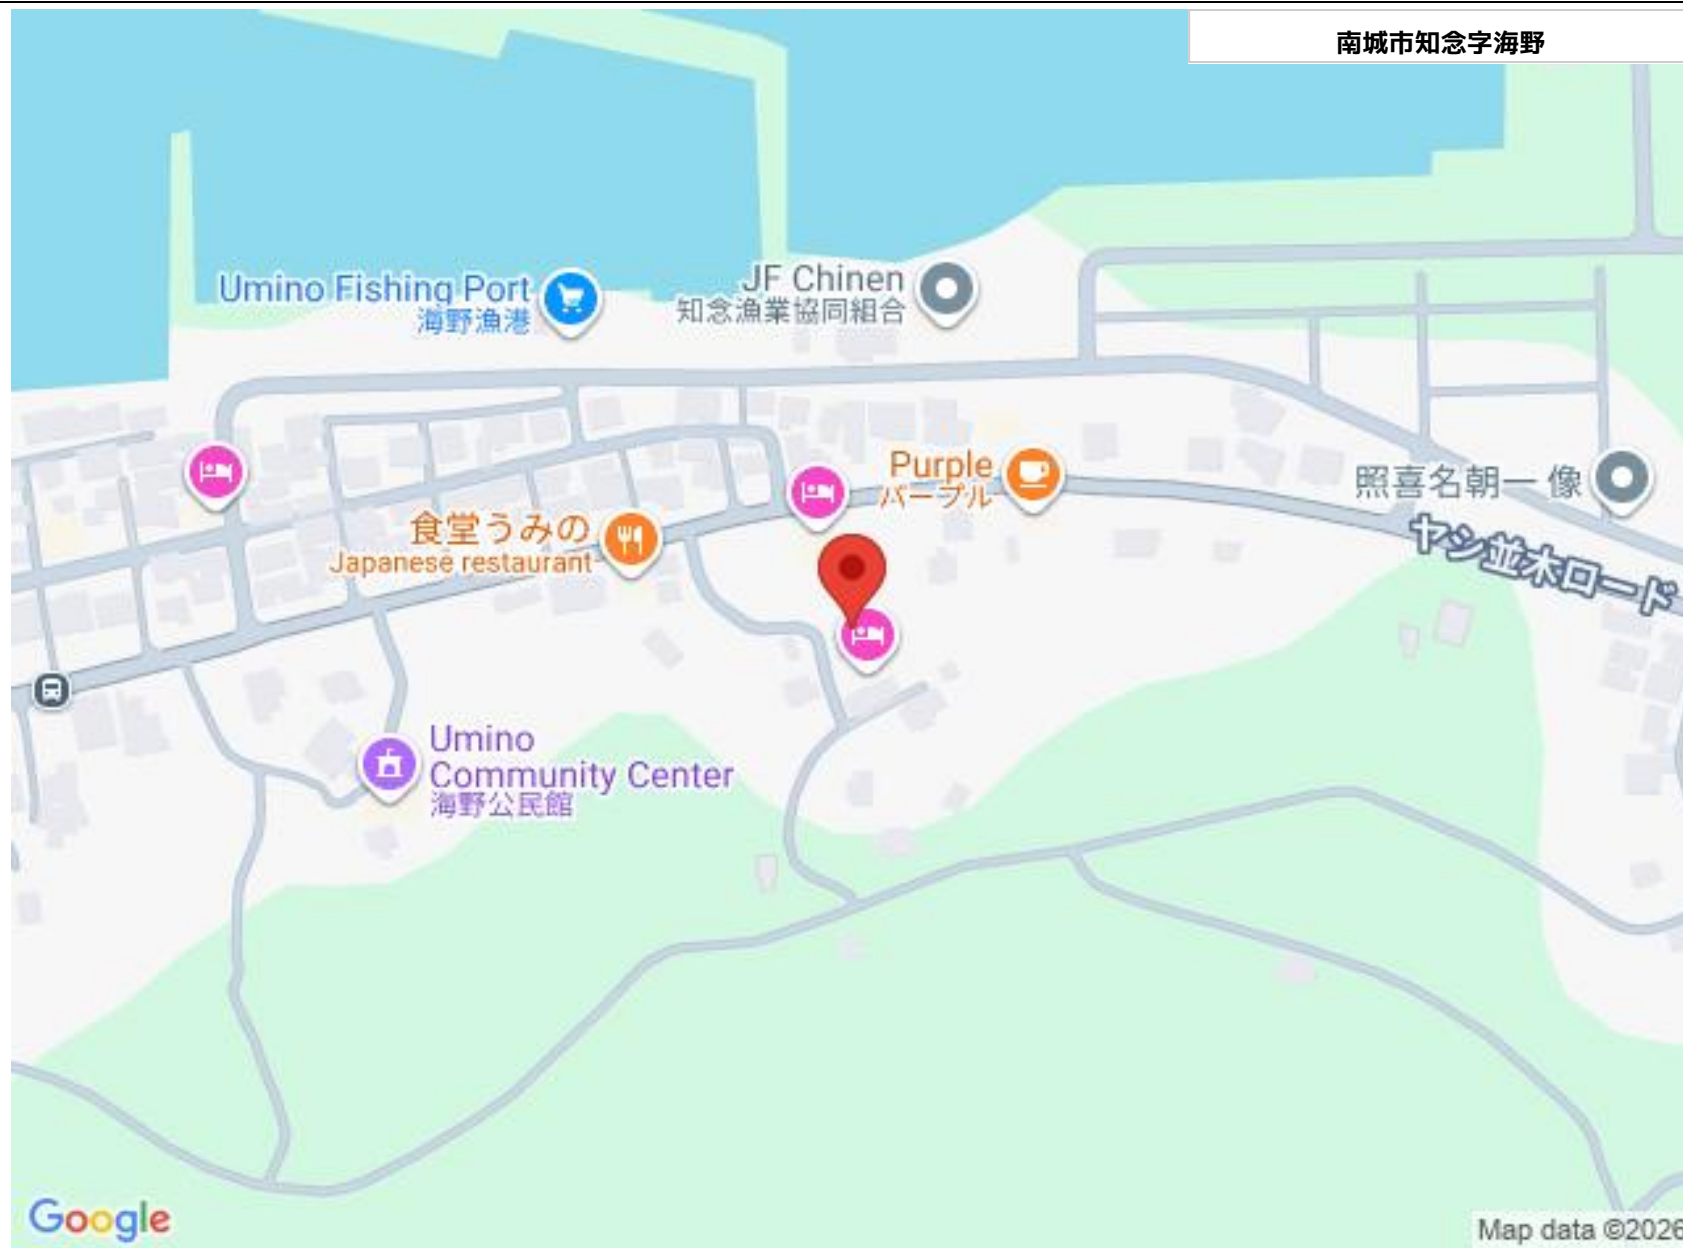 南城市知念字海野
Umino Fishing Port
海野漁港
JF Chinen
知念漁業協同組合
Purple
パープル
照喜名朝一 像
食堂うみの
Japanese restaurant
ヤシ並木ロード
Umino
Community Center
海野公民館
Google
Map data ©2026